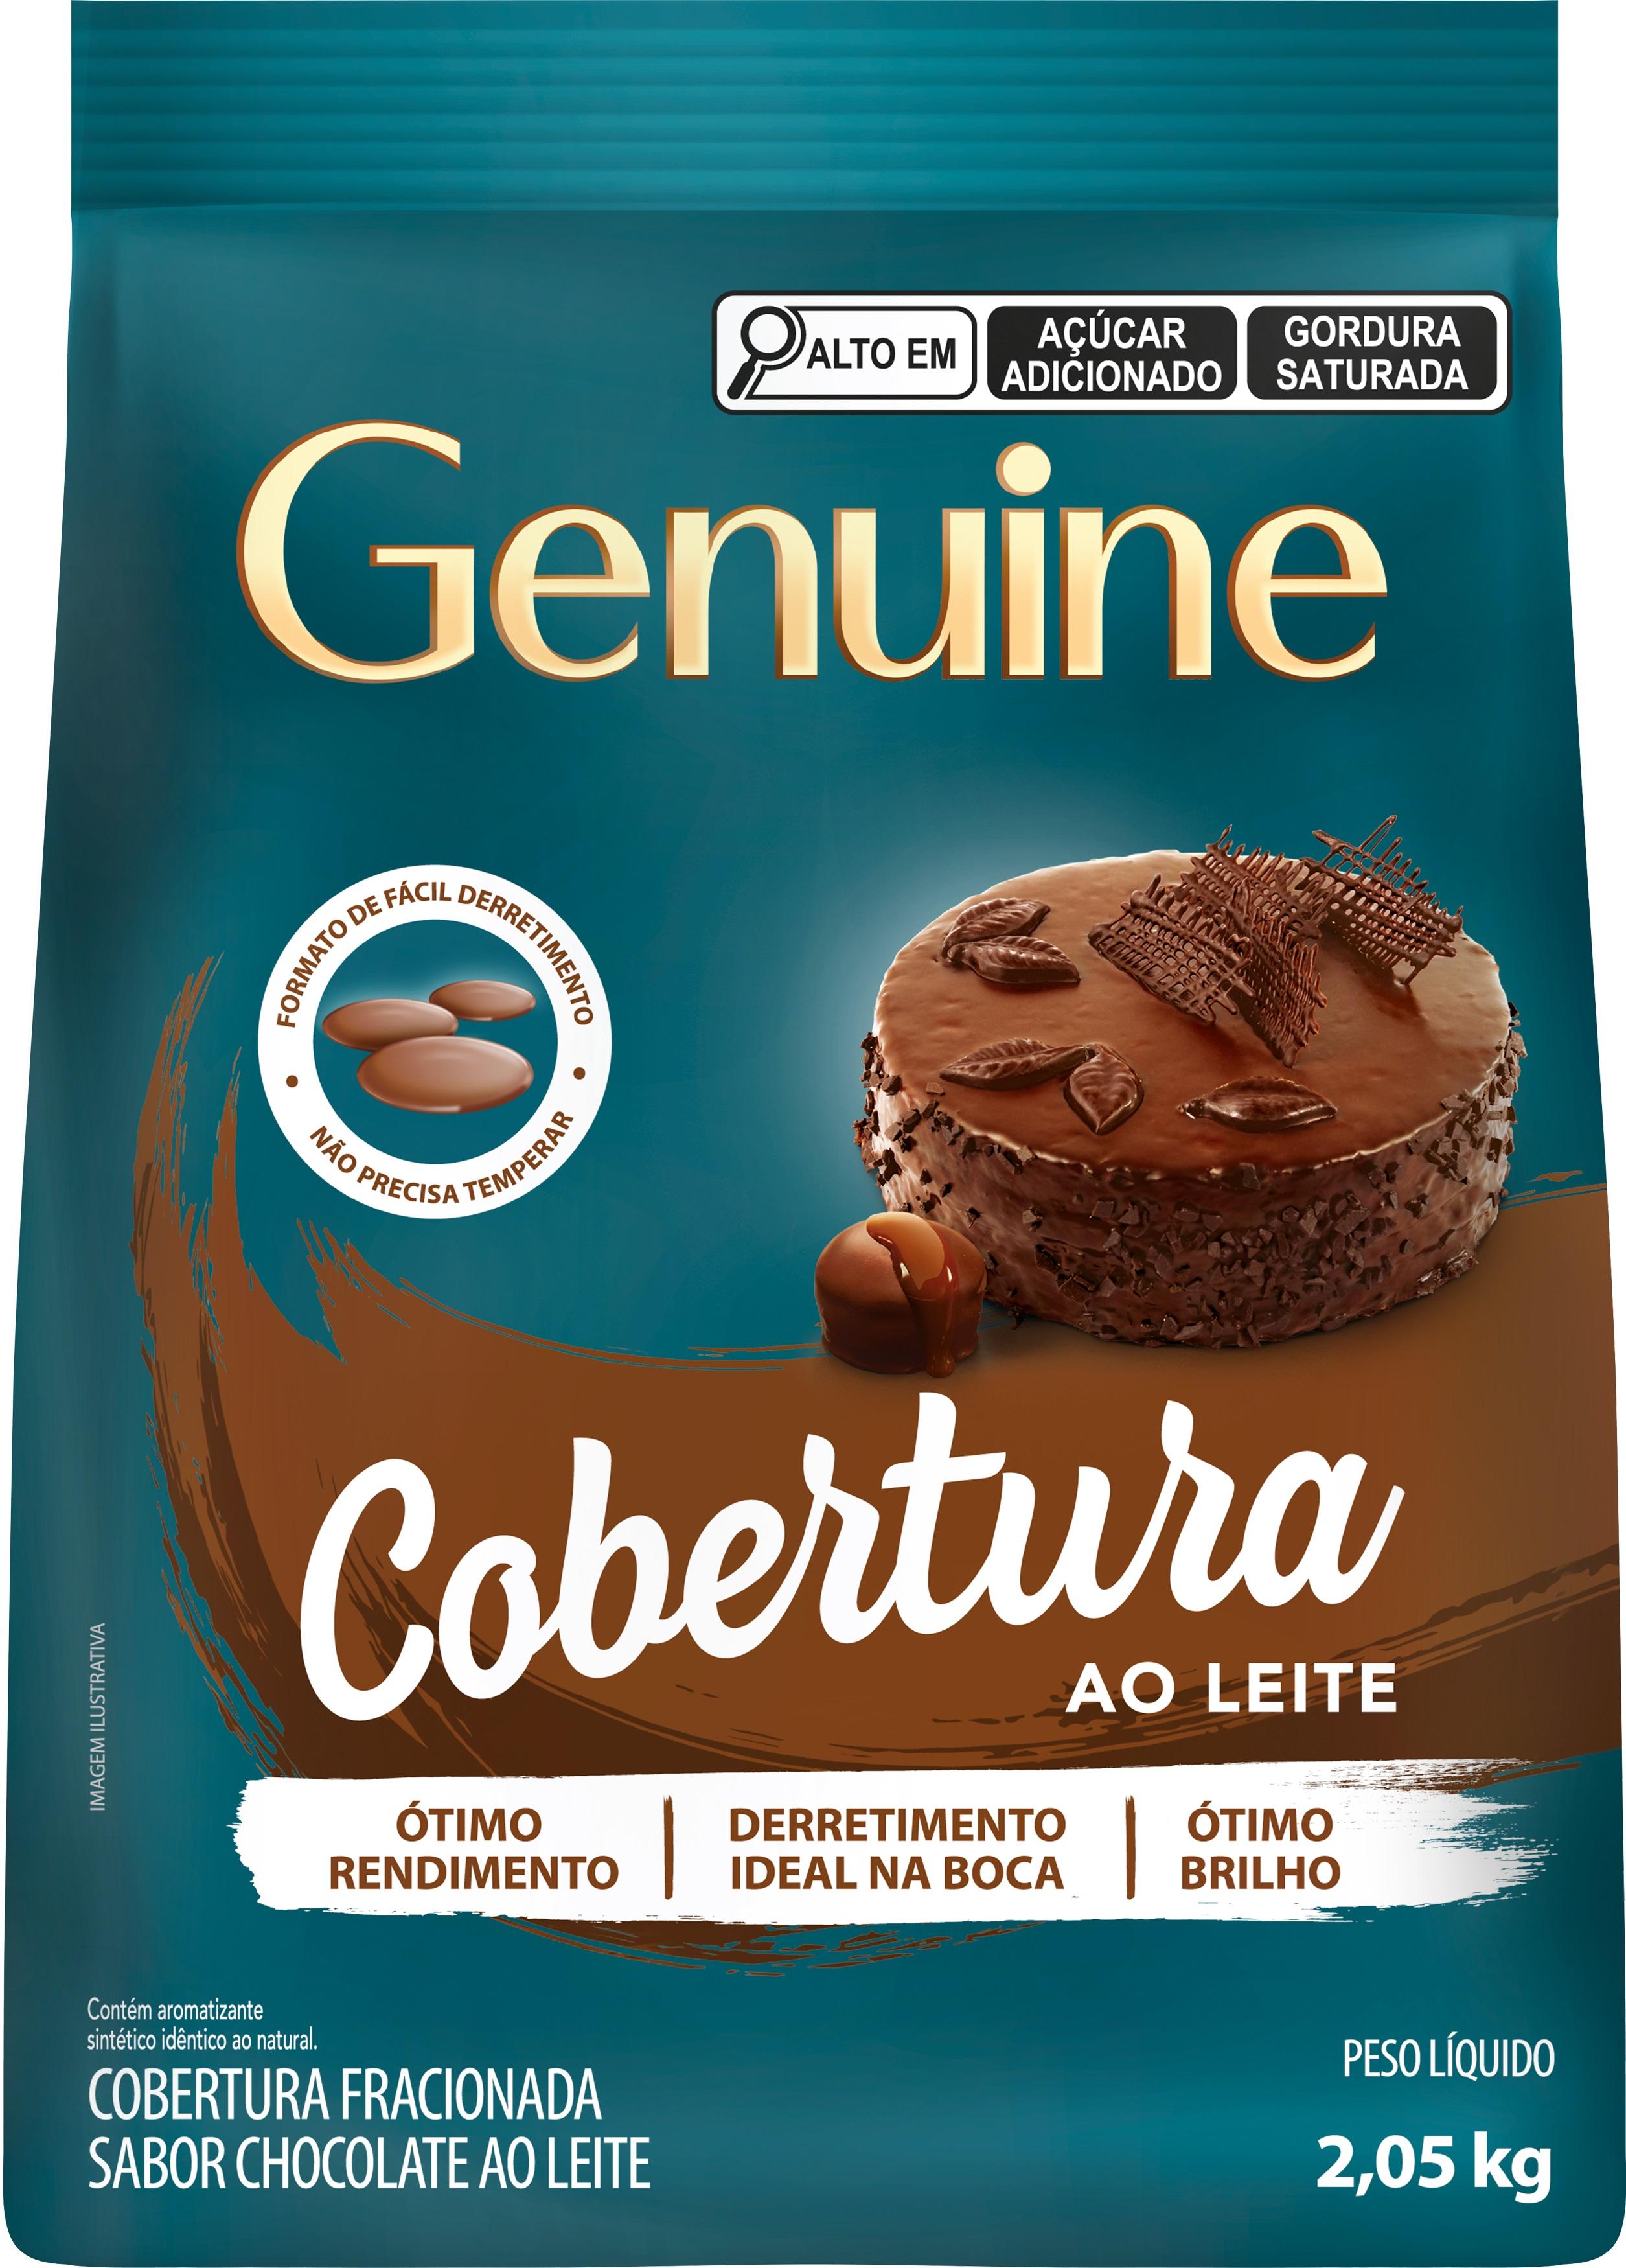 ALTO EM
AÇÚCAR
ADICIONADO
GORDURA
SATURADA
Genuine
FORMATO DE FÁCIL DERRETIMENTO
• NÃO PRECISA TEMPERAR •
Cobertura
AO LEITE
IMAGEM ILUSTRATIVA
ÓTIMO
RENDIMENTO
DERRETIMENTO
IDEAL NA BOCA
ÓTIMO
BRILHO
Contém aromatizante
sintético idêntico ao natural.
COBERTURA FRACIONADA
SABOR CHOCOLATE AO LEITE
PESO LÍQUIDO
2,05 kg